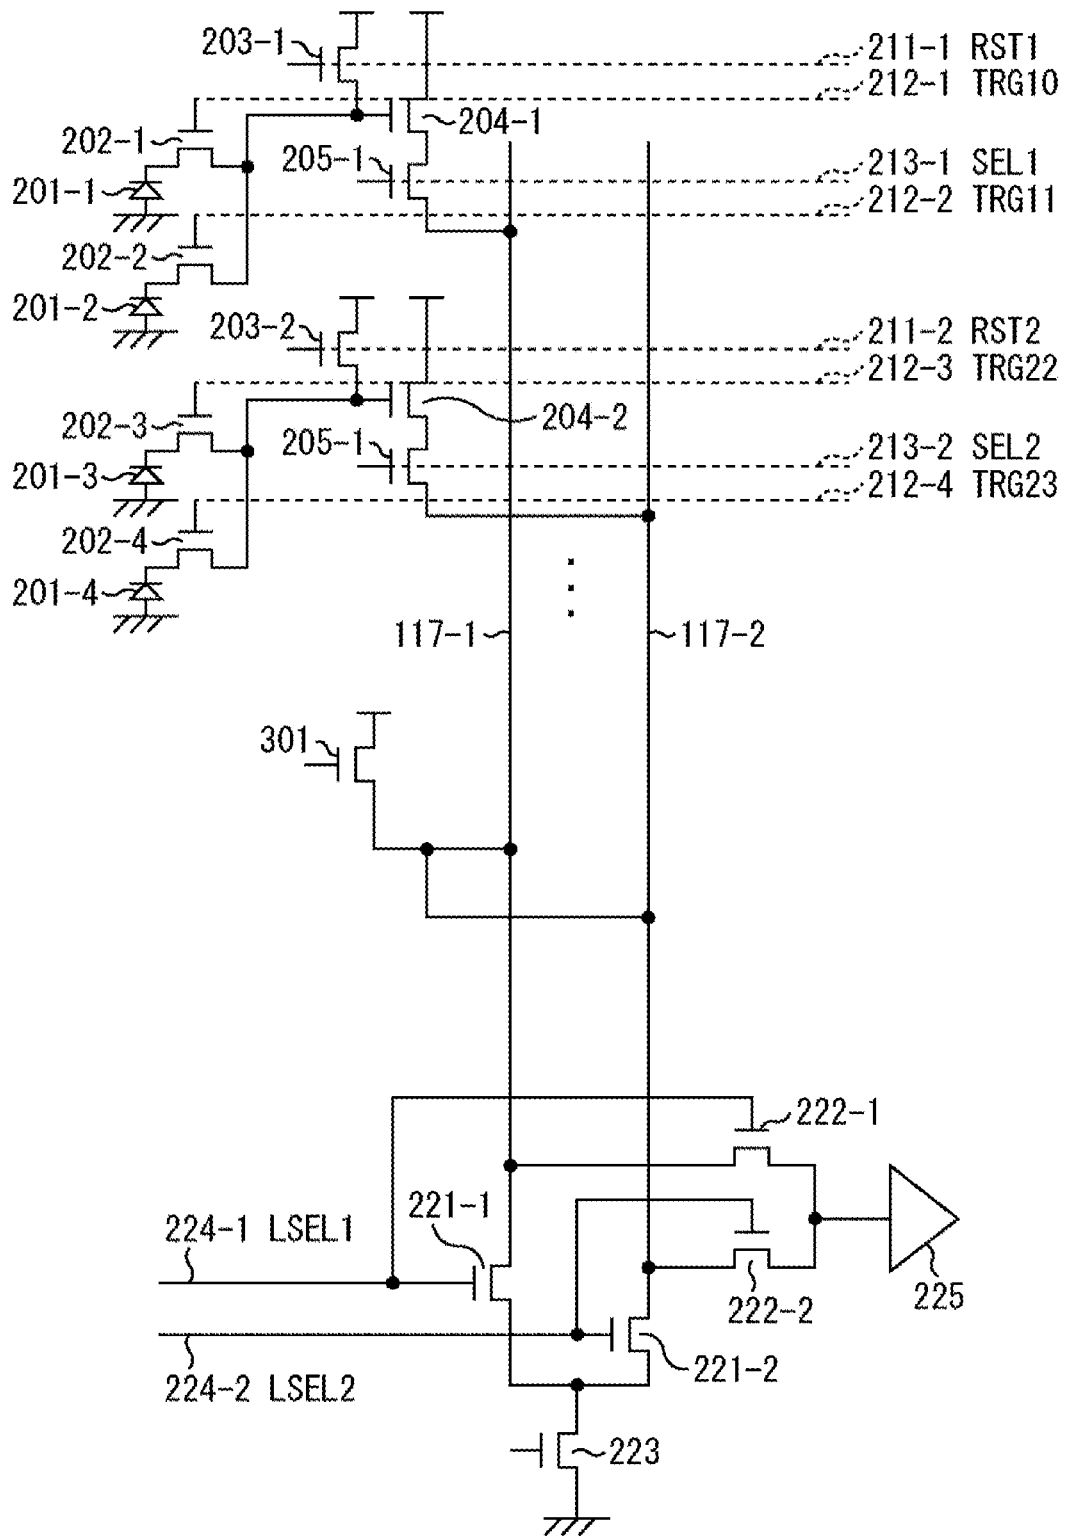 203-1
211-1 RST1
212-1 TRG10
204-1
202-1
205-1
213-1 SEL1
201-1
212-2 TRG11
202-2
201-2
203-2
211-2 RST2
212-3 TRG22
204-2
202-3
205-1
213-2 SEL2
201-3
212-4 TRG23
202-4
201-4
117-1
117-2
301
222-1
221-1
224-1 LSEL1
225
222-2
221-2
224-2 LSEL2
223